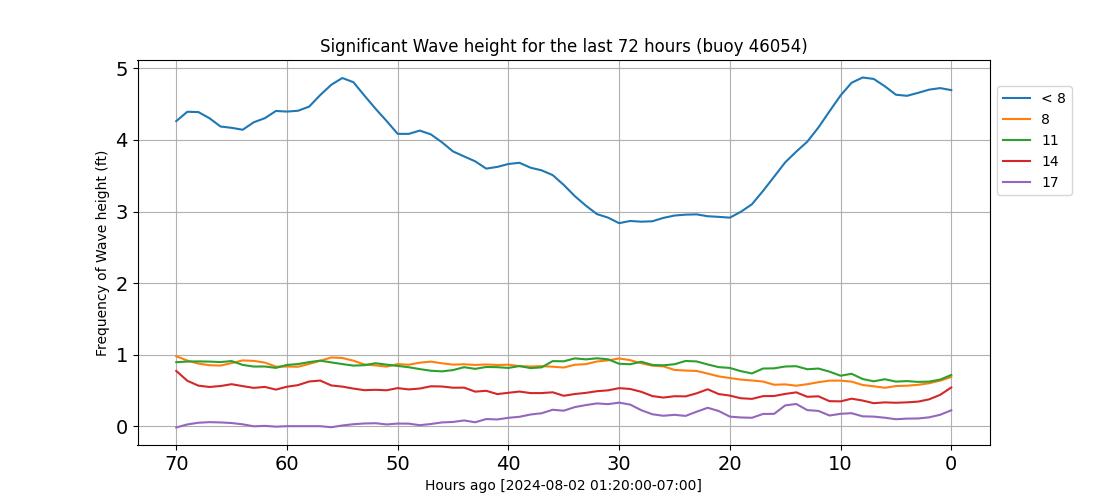 Significant Wave height for the last 72 hours (buoy 46054)
Frequency of Wave height (ft)
5
4
3
2
1
0
70 60 50 40 30 20 10 0
Hours ago [2024-08-02 01:20:00-07:00]
< 8
8
11
14
17